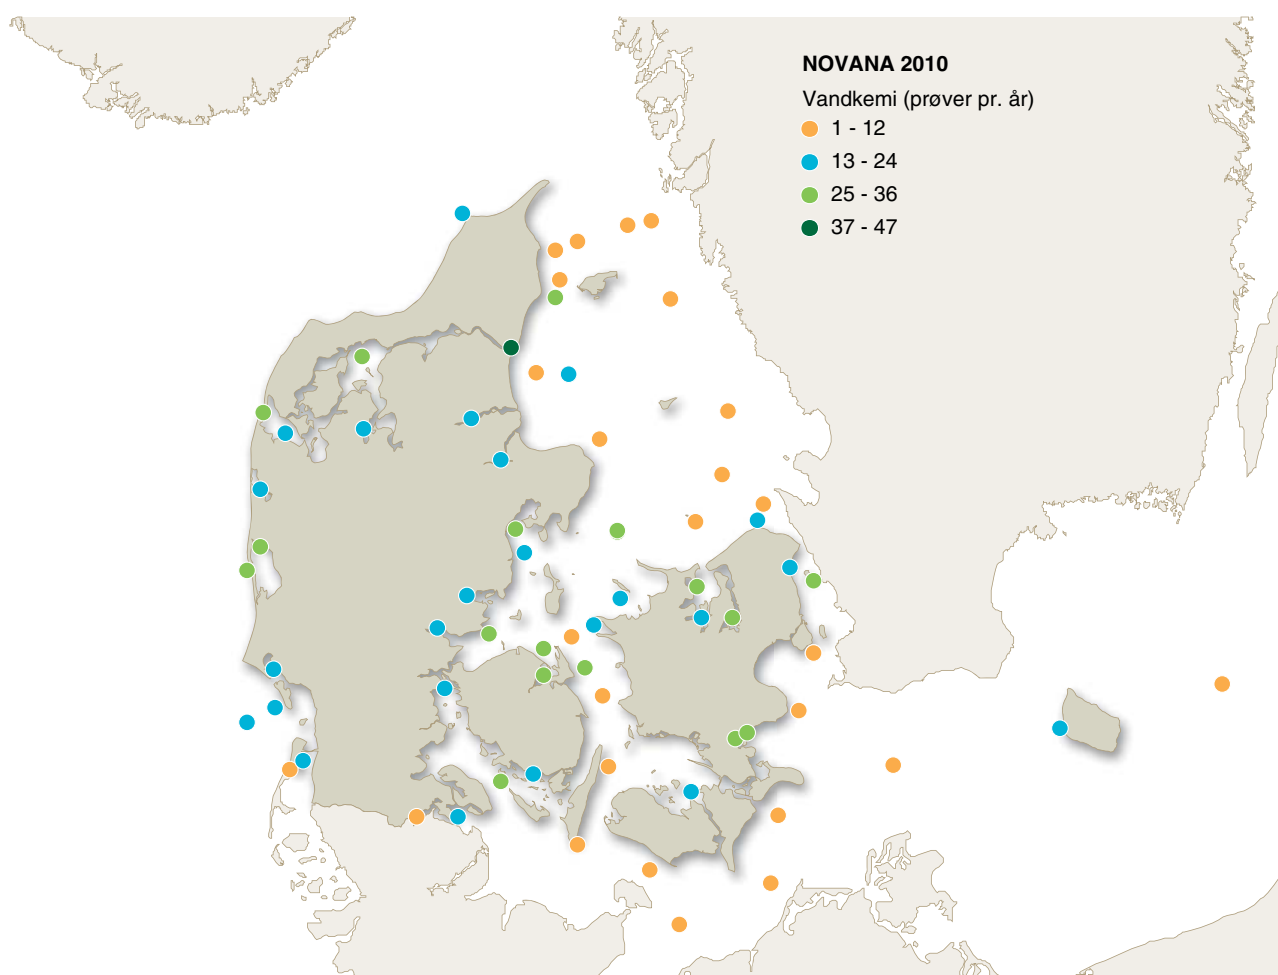 NOVANA 2010
Vandkemi (prøver pr. år)
1 - 12
13 - 24
25 - 36
37 - 47